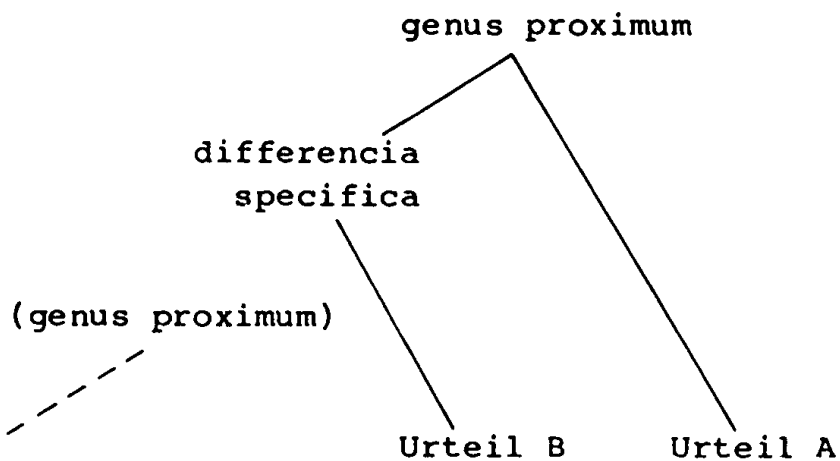 genus proximum
differencia
specifica
(genus proximum)
Urteil B
Urteil A